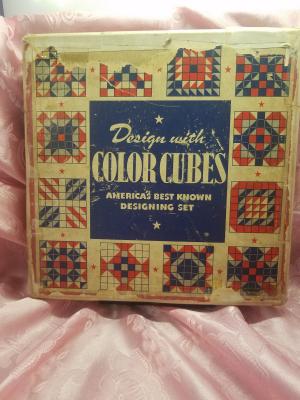 Design with
COLOR CUBES
AMERICA'S BEST KNOWN
DESIGNING SET